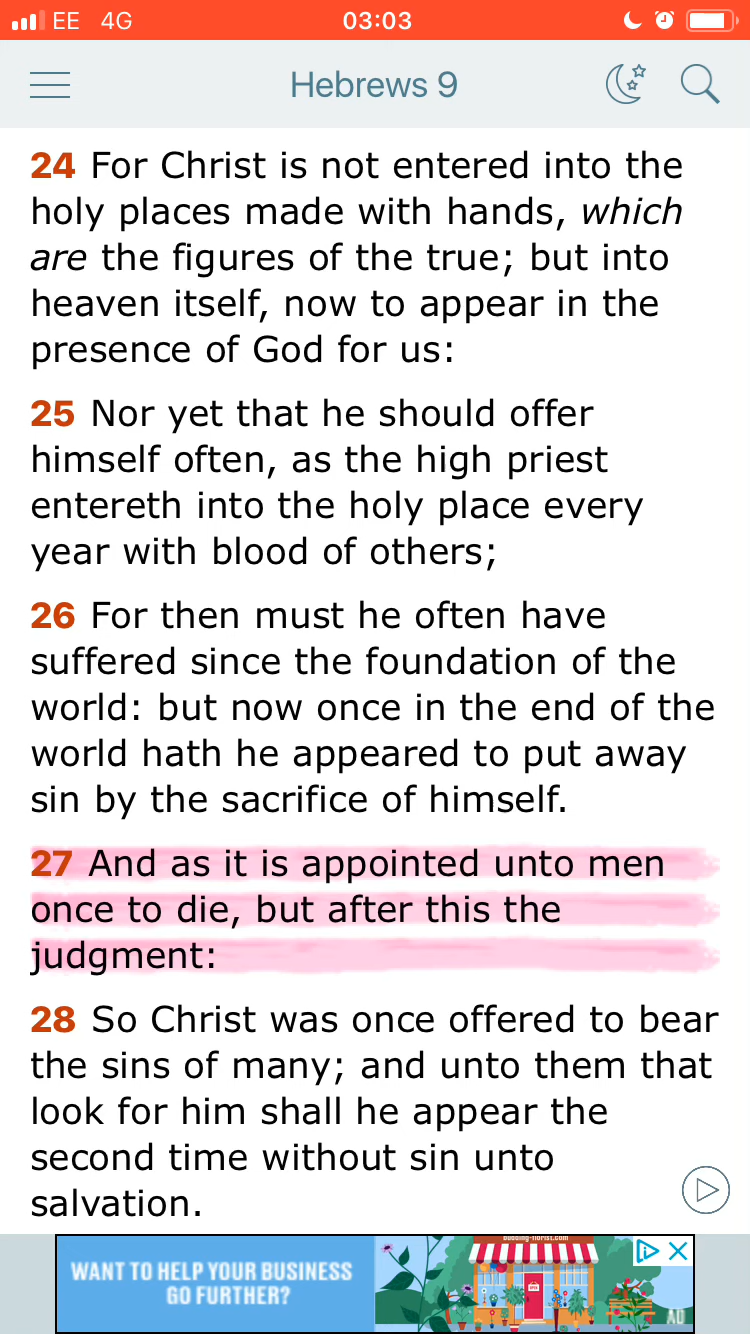 EE 4G 03:03
Hebrews 9
24 For Christ is not entered into the
holy places made with hands, which
are the figures of the true; but into
heaven itself, now to appear in the
presence of God for us:
25 Nor yet that he should offer
himself often, as the high priest
entereth into the holy place every
year with blood of others;
26 For then must he often have
suffered since the foundation of the
world: but now once in the end of the
world hath he appeared to put away
sin by the sacrifice of himself.
27 And as it is appointed unto men
once to die, but after this the
judgment:
28 So Christ was once offered to bear
the sins of many; and unto them that
look for him shall he appear the
second time without sin unto
salvation.
budding-florist.com
WANT TO HELP YOUR BUSINESS
GO FURTHER?
OPEN
AD